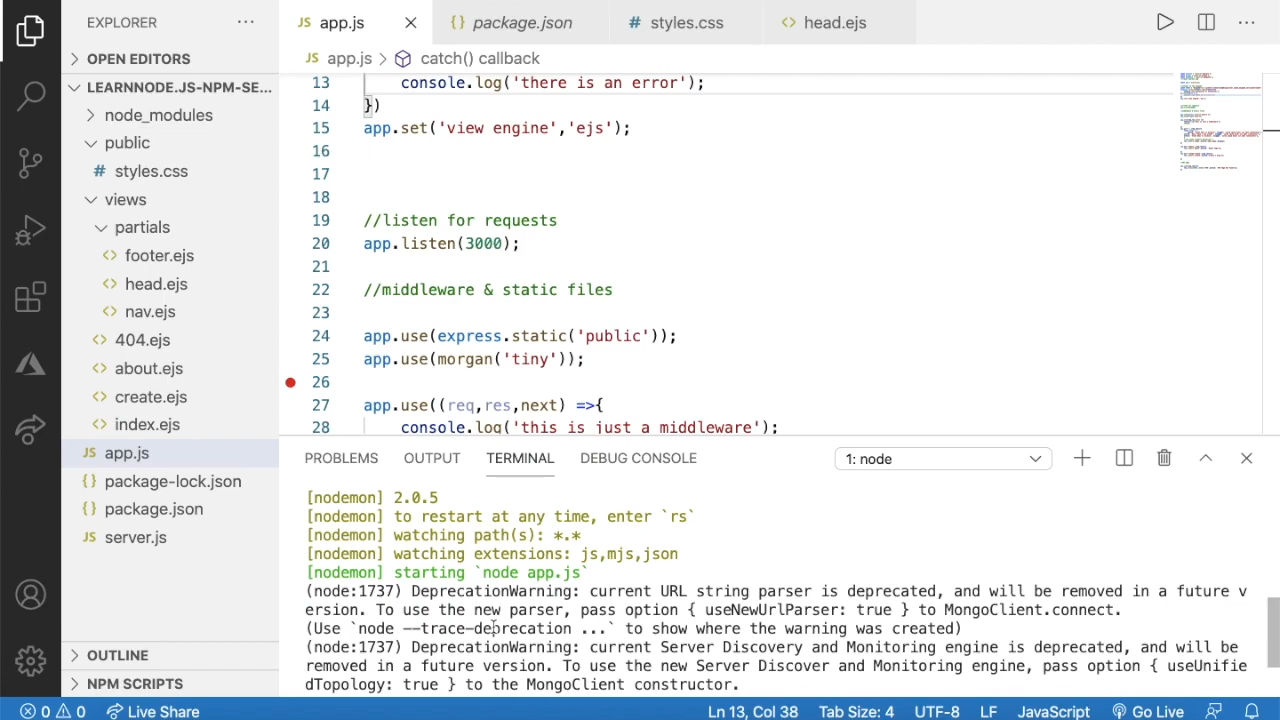 EXPLORER
OPEN EDITORS
LEARNNODE.JS-NPM-SE...
node_modules
public
# styles.css
views
partials
<> footer.ejs
<> head.ejs
<> nav.ejs
<> 404.ejs
<> about.ejs
<> create.ejs
<> index.ejs
JS app.js
{} package-lock.json
{} package.json
JS server.js
OUTLINE
NPM SCRIPTS
JS app.js
{} package.json
# styles.css
<> head.ejs
JS app.js > catch() callback
13 console.log('there is an error');
14 })
15 app.set('view engine','ejs');
16
17
18
19 //listen for requests
20 app.listen(3000);
21
22 //middleware & static files
23
24 app.use(express.static('public'));
25 app.use(morgan('tiny'));
26
27 app.use((req,res,next) =>{
28 console.log('this is just a middleware');
PROBLEMS OUTPUT TERMINAL DEBUG CONSOLE 1: node
[nodemon] 2.0.5
[nodemon] to restart at any time, enter `rs`
[nodemon] watching path(s): *.*
[nodemon] watching extensions: js,mjs,json
[nodemon] starting `node app.js`
(node:1737) DeprecationWarning: current URL string parser is deprecated, and will be removed in a future v
ersion. To use the new parser, pass option { useNewUrlParser: true } to MongoClient.connect.
(Use `node --trace-deprecation ...` to show where the warning was created)
(node:1737) DeprecationWarning: current Server Discovery and Monitoring engine is deprecated, and will be
removed in a future version. To use the new Server Discover and Monitoring engine, pass option { useUnifie
dTopology: true } to the MongoClient constructor.
0 0 Live Share Ln 13, Col 38 Tab Size: 4 UTF-8 LF JavaScript Go Live